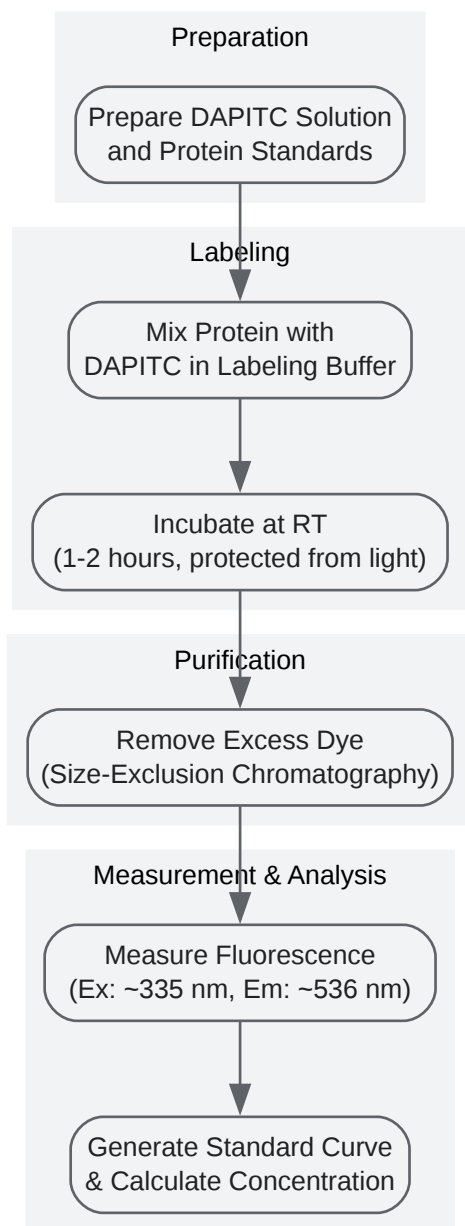 Preparation
Prepare DAPITC Solution
and Protein Standards
Labeling
Mix Protein with
DAPITC in Labeling Buffer
Incubate at RT
(1-2 hours, protected from light)
Purification
Remove Excess Dye
(Size-Exclusion Chromatography)
Measurement & Analysis
Measure Fluorescence
(Ex: ~335 nm, Em: ~536 nm)
Generate Standard Curve
& Calculate Concentration